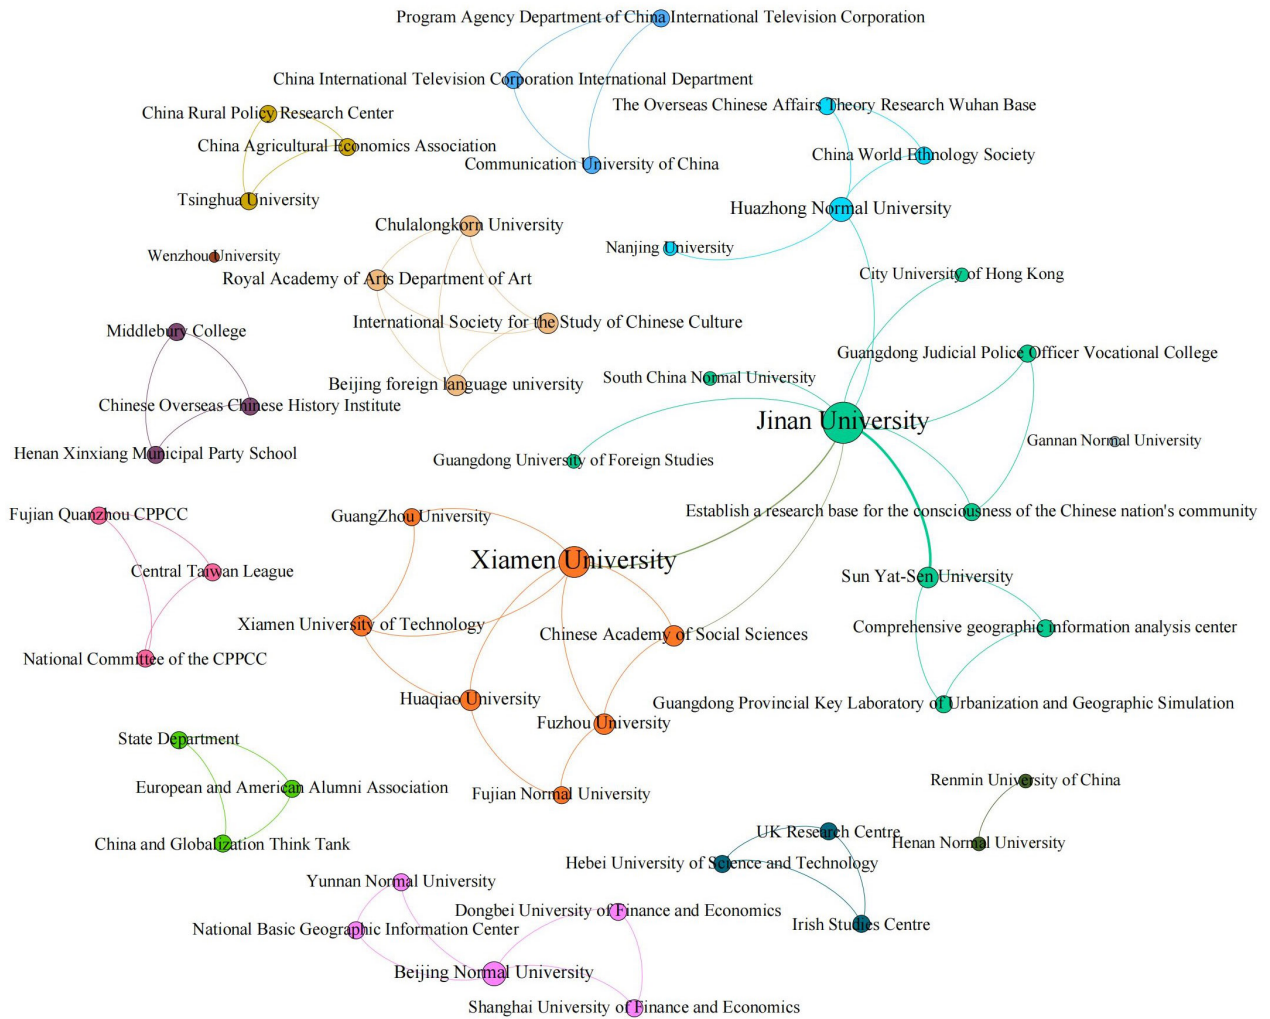 Program Agency Department of China International Television Corporation
China International Television Corporation International Department
The Overseas Chinese Affairs Theory Research Wuhan Base
China Rural Policy Research Center
China Agricultural Economics Association
China World Ethnology Society
Communication University of China
Tsinghua University
Huazhong Normal University
Chulalongkorn University
Nanjing University
Wenzhou University
City University of Hong Kong
Royal Academy of Arts Department of Art
International Society for the Study of Chinese Culture
Middlebury College
Guangdong Judicial Police Officer Vocational College
South China Normal University
Beijing foreign language university
Chinese Overseas Chinese History Institute
Jinan University
Gannan Normal University
Henan Xinxiang Municipal Party School
Guangdong University of Foreign Studies
Establish a research base for the consciousness of the Chinese nation's community
Fujian Quanzhou CPPCC
GuangZhou University
Xiamen University
Central Taiwan League
Sun Yat-Sen University
Xiamen University of Technology
Chinese Academy of Social Sciences
Comprehensive geographic information analysis center
National Committee of the CPPCC
Huaqiao University
Guangdong Provincial Key Laboratory of Urbanization and Geographic Simulation
Fuzhou University
State Department
Renmin University of China
European and American Alumni Association
Fujian Normal University
UK Research Centre
Henan Normal University
China and Globalization Think Tank
Hebei University of Science and Technology
Yunnan Normal University
Dongbei University of Finance and Economics
Irish Studies Centre
National Basic Geographic Information Center
Beijing Normal University
Shanghai University of Finance and Economics